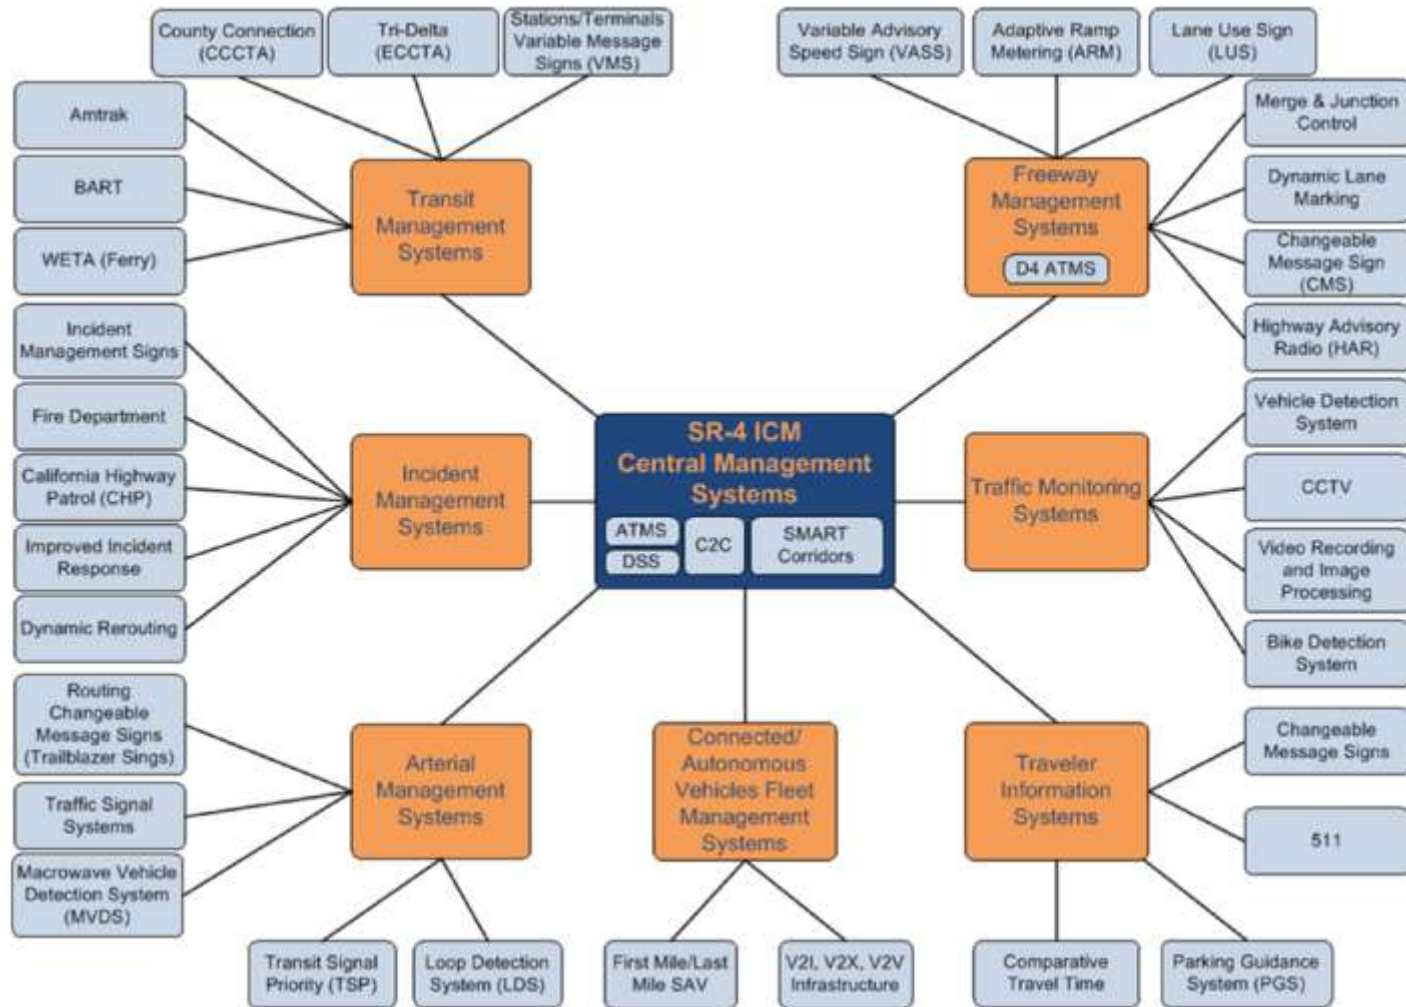 County Connection
(CCCTA)
Tri-Delta
(ECCTA)
Stations/Terminals
Variable Message
Signs (VMS)
Variable Advisory
Speed Sign (VASS)
Adaptive Ramp
Metering (ARM)
Lane Use Sign
(LUS)
Amtrak
BART
WETA (Ferry)
Transit
Management
Systems
Freeway
Management
Systems
D4 ATMS
Merge & Junction
Control
Dynamic Lane
Marking
Changeable
Message Sign
(CMS)
Highway Advisory
Radio (HAR)
Incident
Management Signs
Fire Department
California Highway
Patrol (CHP)
Improved Incident
Response
Dynamic Rerouting
Incident
Management
Systems
SR-4 ICM
Central Management
Systems
ATMS
DSS
C2C
SMART
Corridors
Traffic Monitoring
Systems
Vehicle Detection
System
CCTV
Video Recording
and Image
Processing
Bike Detection
System
Routing
Changeable
Message Signs
(Trailblazer Sings)
Traffic Signal
Systems
Macrowave Vehicle
Detection System
(MVDS)
Arterial
Management
Systems
Connected/
Autonomous
Vehicles Fleet
Management
Systems
Traveler
Information
Systems
Changeable
Message Signs
511
Transit Signal
Priority (TSP)
Loop Detection
System (LDS)
First Mile/Last
Mile SAV
V2I, V2X, V2V
Infrastructure
Comparative
Travel Time
Parking Guidance
System (PGS)